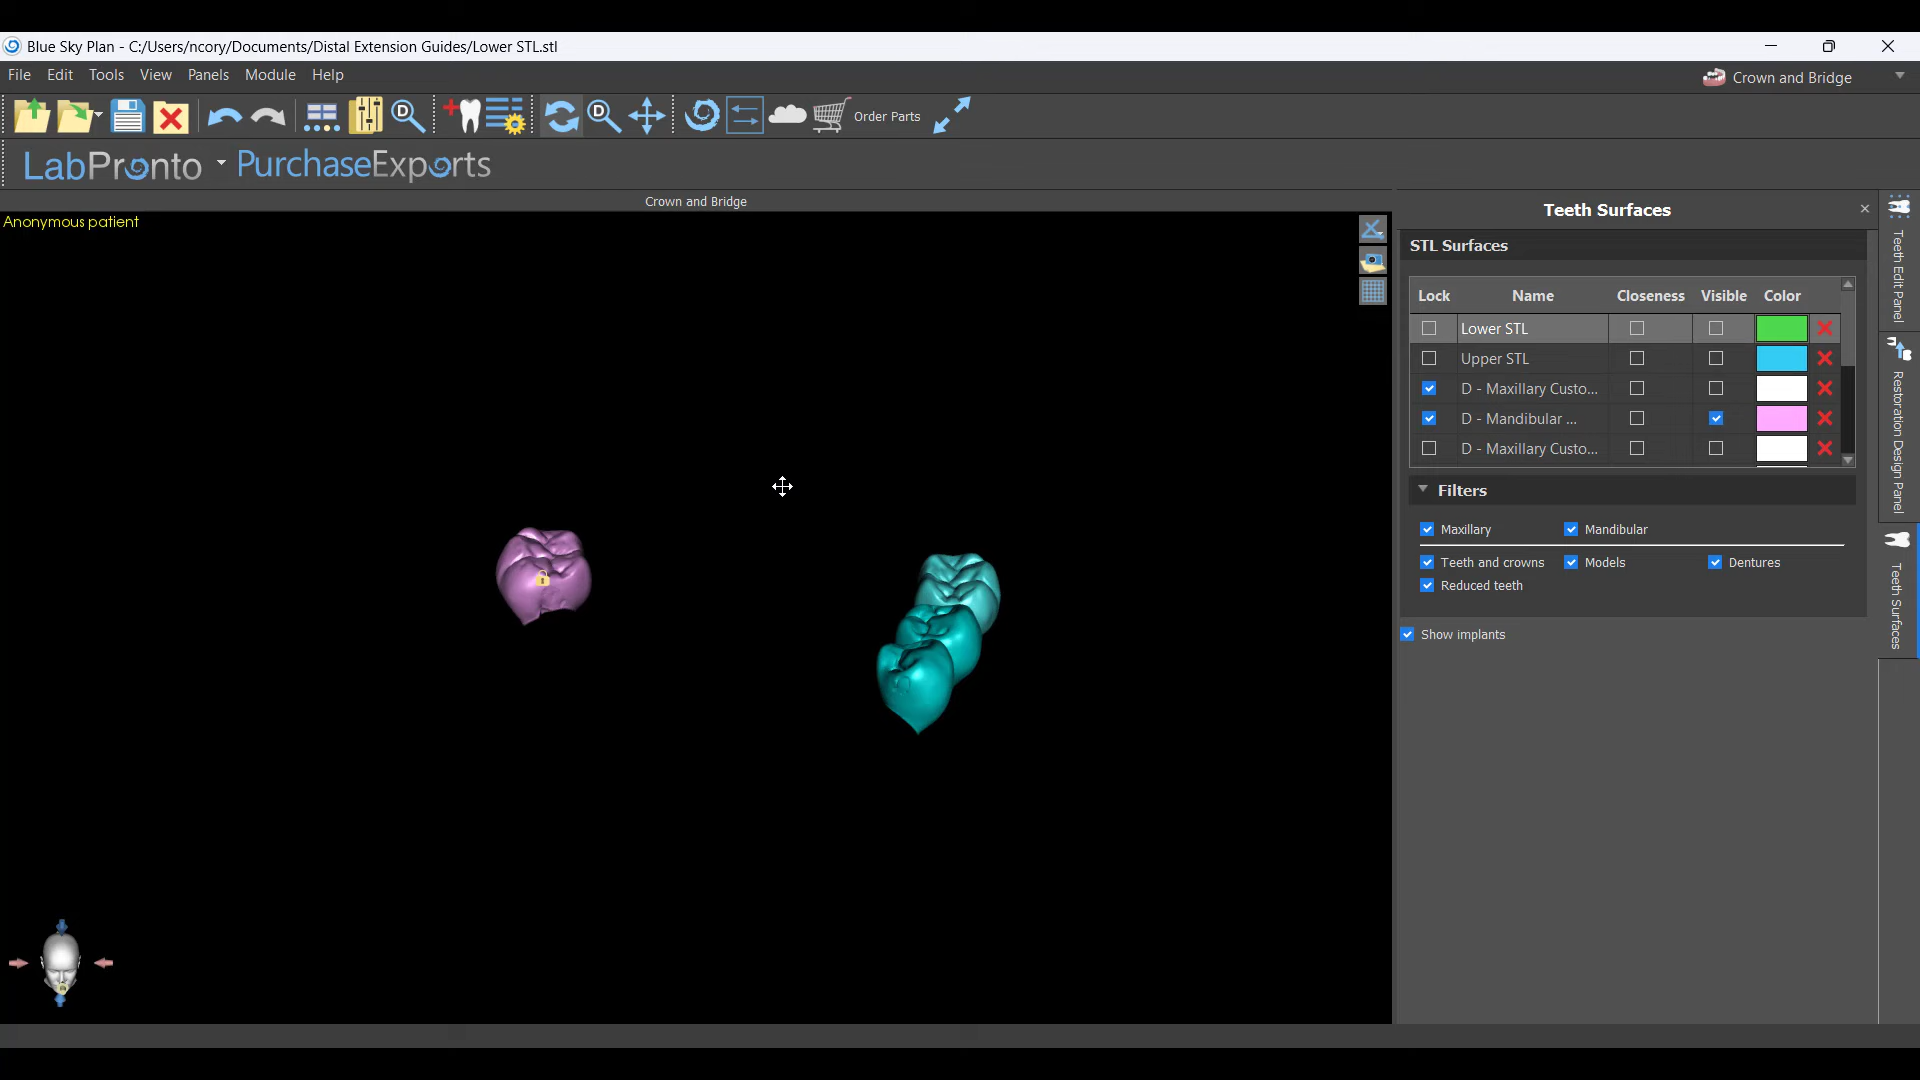 Blue Sky Plan - C:/Users/ncory/Documents/Distal Extension Guides/Lower STL.stl
File Edit Tools View Panels Module Help
Crown and Bridge
Order Parts
LabPronto PurchaseExports
Crown and Bridge
Anonymous patient
Teeth Surfaces
STL Surfaces
Lock Name Closeness Visible Color
Lower STL
Upper STL
D - Maxillary Custo...
D - Mandibular ...
D - Maxillary Custo...
Filters
Maxillary Mandibular
Teeth and crowns Models Dentures
Reduced teeth
Show implants
Teeth Edit Panel
Restoration Design Panel
Teeth Surfaces